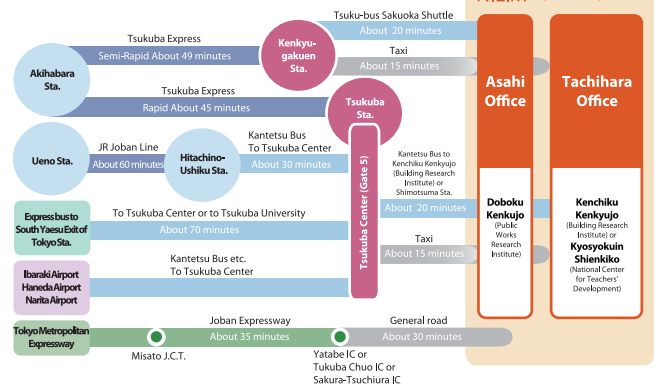 Tsuku-bus Sakuoka Shuttle
About 20 minutes
Tsukuba Express
Semi-Rapid About 49 minutes
Kenkyu-
gakuen
Sta.
Taxi
About 15 minutes
Akihabara
Sta.
Tsukuba Express
Rapid About 45 minutes
Tsukuba
Sta.
Asahi
Office
Tachihara
Office
Ueno Sta.
JR Joban Line
About 60 minutes
Hitachino-
Ushiku Sta.
Kantetsu Bus
To Tsukuba Center
About 30 minutes
Tsukuba Center (Gate 5)
Kantetsu Bus to
Kenchiku Kenkyujo
(Building Research
Institute) or
Shimotsuma Sta.
About 20 minutes
Doboku
Kenkujo
(Public
Works
Research
Institute)
Kenchiku
Kenkyujo
(Building Research
Institute) or
Kyosyokuin
Shienkiko
(National Center
for Teachers'
Development)
Express bus to
South Yaesu Exit of
Tokyo Sta.
To Tsukuba Center or to Tsukuba University
About 70 minutes
Taxi
About 15 minutes
Ibaraki Airport
Haneda Airport
Narita Airport
Kantetsu Bus etc.
To Tsukuba Center
Tokyo Metropolitan
Expressway
Joban Expressway
About 35 minutes
General road
About 30 minutes
Misato J.C.T.
Yatabe IC or
Tukuba Chuo IC or
Sakura-Tsuchiura IC